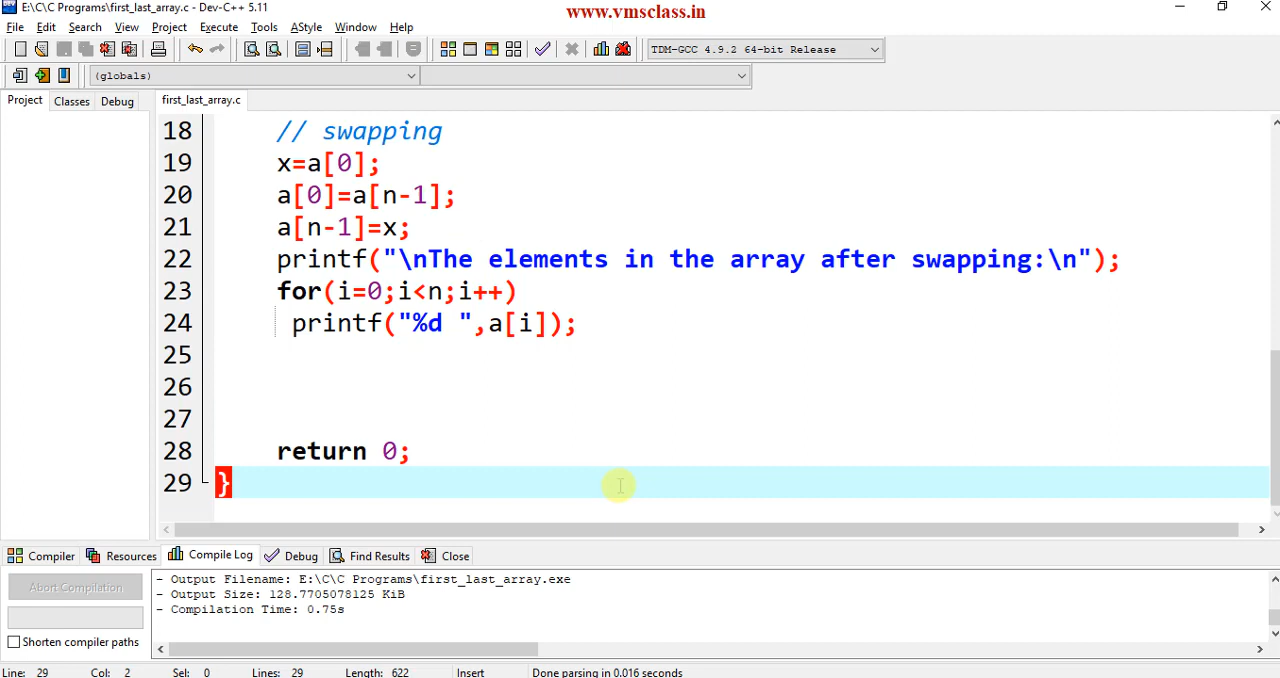 E:\C\C Programs\first_last_array.c - Dev-C++ 5.11
www.vmsclass.in
File Edit Search View Project Execute Tools AStyle Window Help
TDM-GCC 4.9.2 64-bit Release
(globals)
Project Classes Debug first_last_array.c
18 // swapping
19 x=a[0];
20 a[0]=a[n-1];
21 a[n-1]=x;
22 printf("\nThe elements in the array after swapping:\n");
23 for(i=0;i<n;i++)
24 printf("%d ",a[i]);
25
26
27
28 return 0;
29 }
Compiler Resources Compile Log Debug Find Results Close
Abort Compilation
Shorten compiler paths
- Output Filename: E:\C\C Programs\first_last_array.exe
- Output Size: 128.7705078125 KiB
- Compilation Time: 0.75s
Line: 29 Col: 2 Sel: 0 Lines: 29 Length: 622 Insert Done parsing in 0.016 seconds